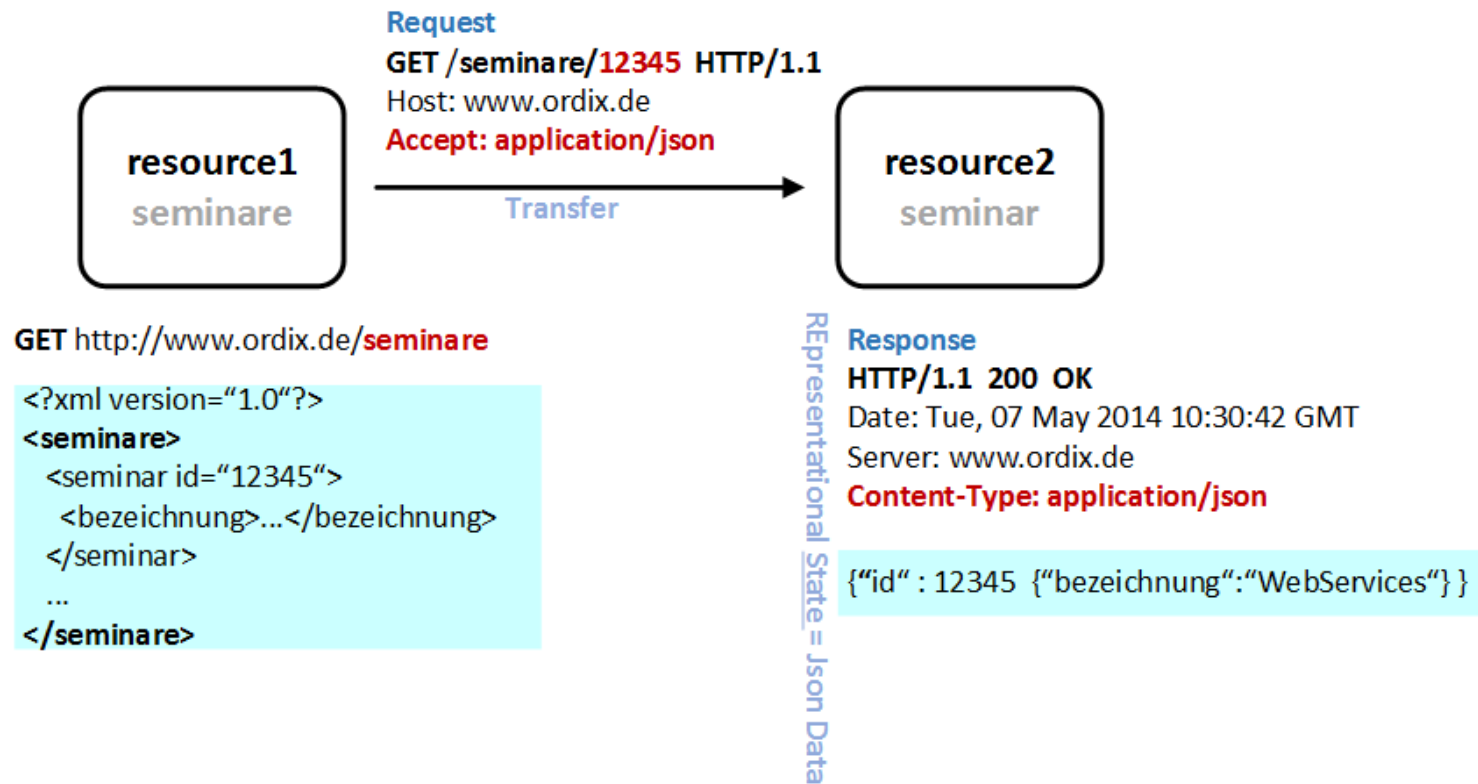 Request
GET /seminare/12345 HTTP/1.1
Host: www.ordix.de
Accept: application/json
resource1
seminare
Transfer
resource2
seminar
GET http://www.ordix.de/seminare
<?xml version=“1.0“?>
<seminare>
<seminar id=“12345“>
<bezeichnung>...</bezeichnung>
</seminar>
...
</seminare>
REpresentational State = Json Data
Response
HTTP/1.1 200 OK
Date: Tue, 07 May 2014 10:30:42 GMT
Server: www.ordix.de
Content-Type: application/json
{“id“ : 12345 {“bezeichnung“:“WebServices“} }